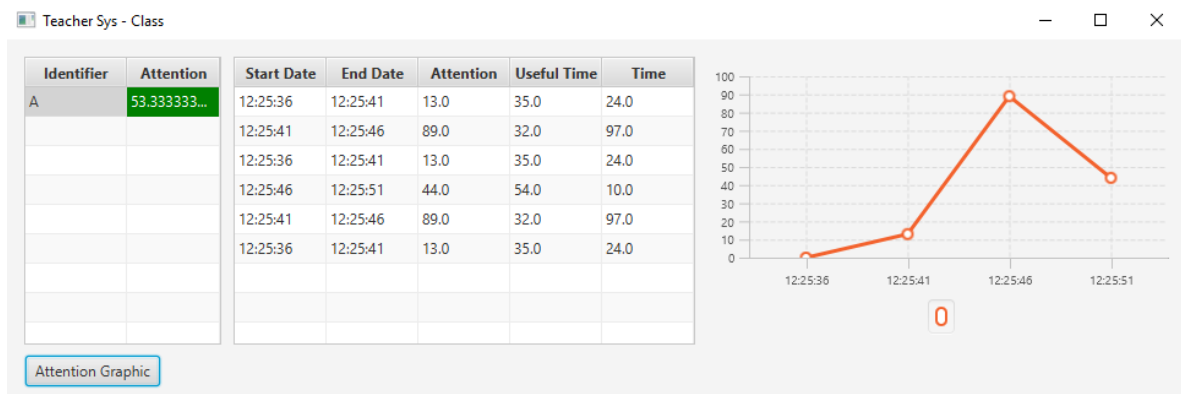 Teacher Sys - Class
Identifier Attention
A 53.333333...
Start Date End Date Attention Useful Time Time
12:25:36 12:25:41 13.0 35.0 24.0
12:25:41 12:25:46 89.0 32.0 97.0
12:25:36 12:25:41 13.0 35.0 24.0
12:25:46 12:25:51 44.0 54.0 10.0
12:25:41 12:25:46 89.0 32.0 97.0
12:25:36 12:25:41 13.0 35.0 24.0
100
90
80
70
60
50
40
30
20
10
0
12:25:36 12:25:41 12:25:46 12:25:51
Attention Graphic